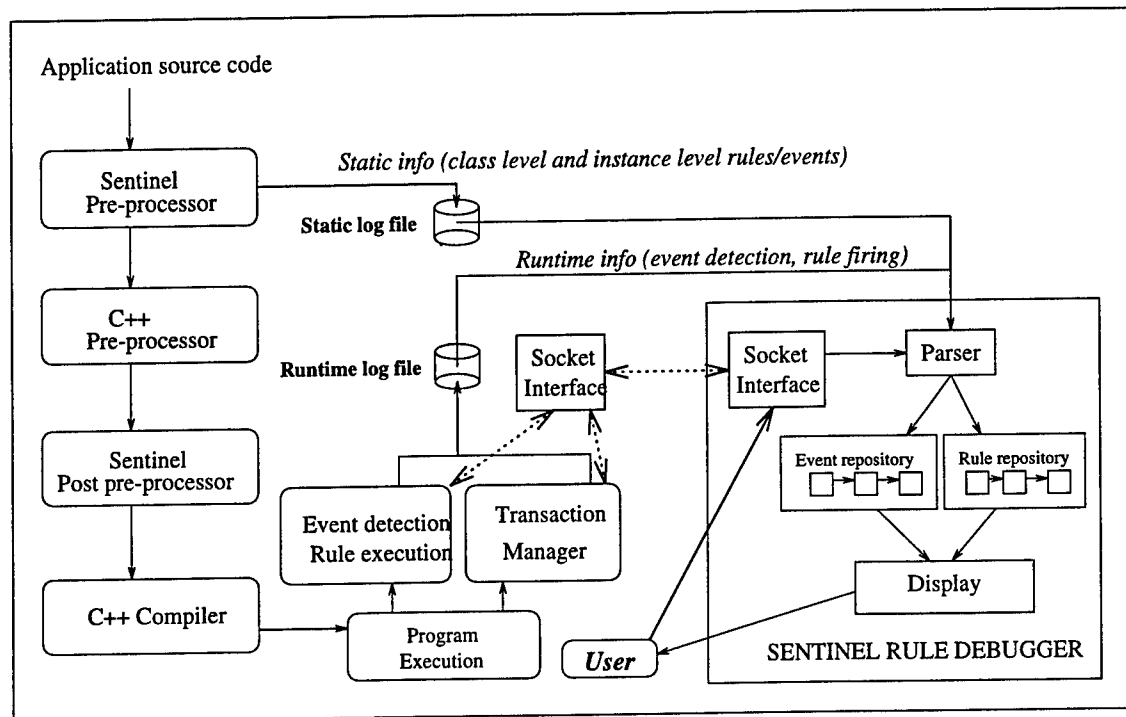 Application source code
Sentinel
Pre-processor
Static info (class level and instance level rules/events)
Static log file
Runtime info (event detection, rule firing)
C++
Pre-processor
Runtime log file
Socket
Interface
Socket
Interface
Parser
Sentinel
Post pre-processor
Event repository
Rule repository
Event detection
Rule execution
Transaction
Manager
C++ Compiler
Display
Program
Execution
User
SENTINEL RULE DEBUGGER